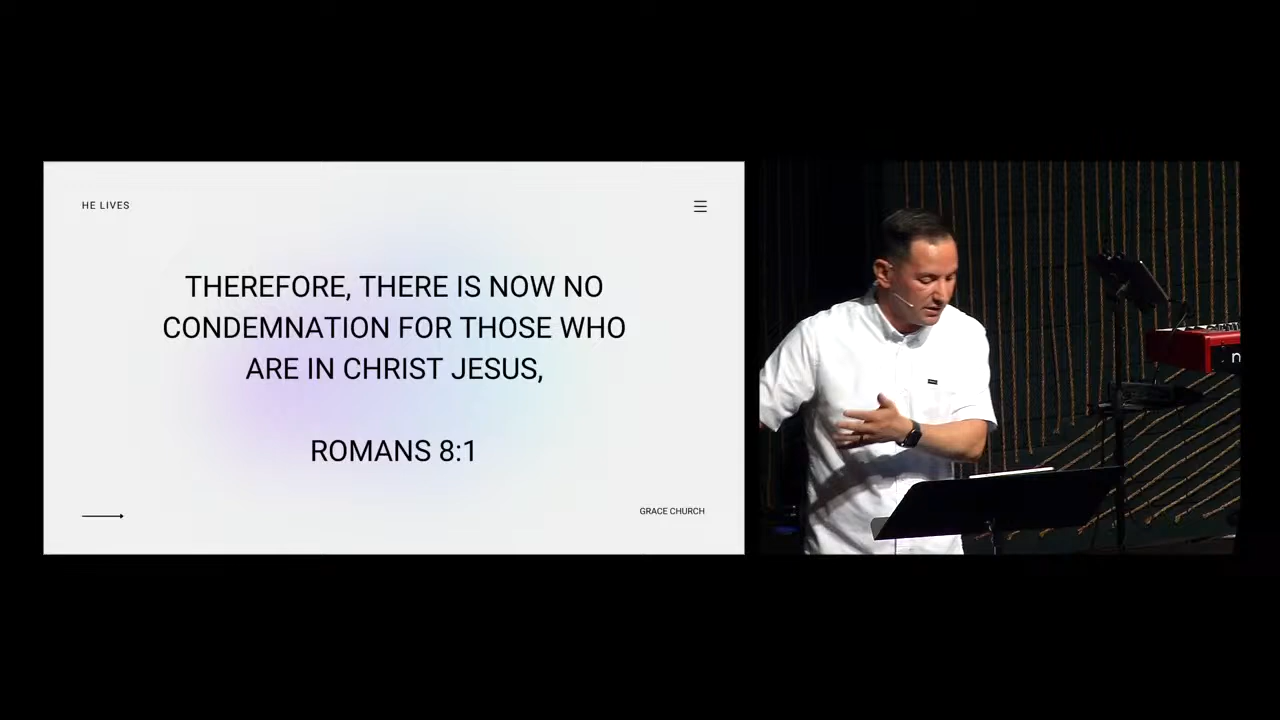 HE LIVES
THEREFORE, THERE IS NOW NO
CONDEMNATION FOR THOSE WHO
ARE IN CHRIST JESUS,
ROMANS 8:1
GRACE CHURCH
n